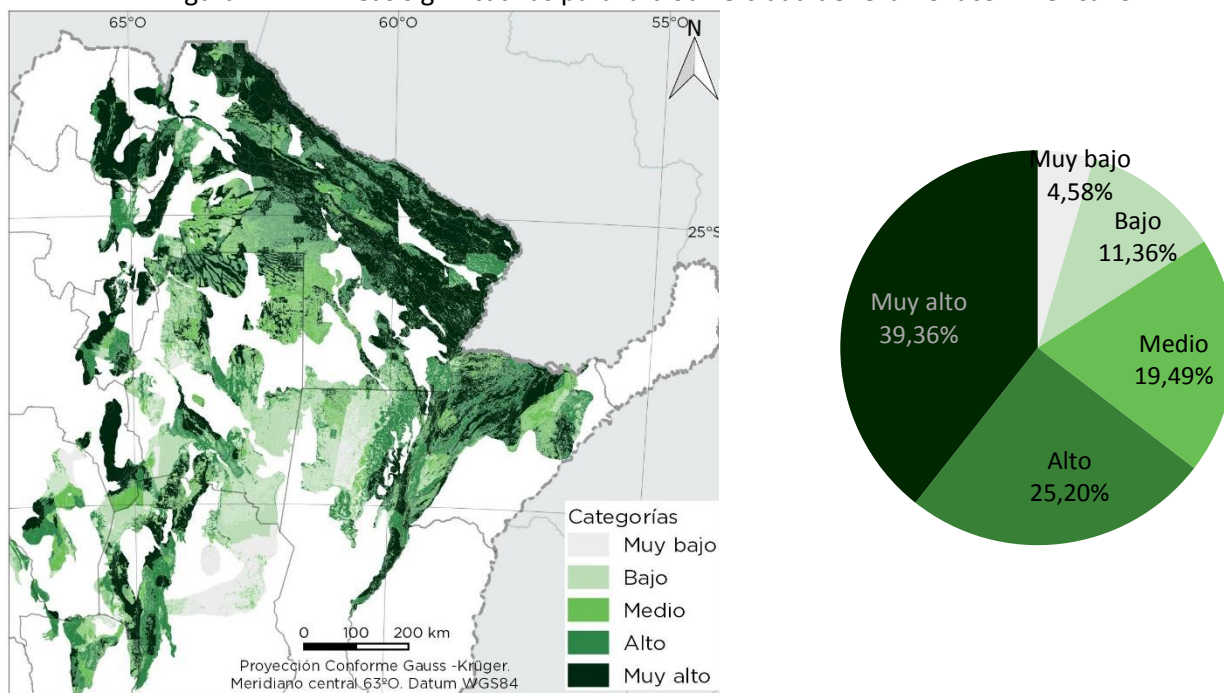 65°O
60°O
55°O
N
25°S
Categorías
Muy bajo
Bajo
Medio
Alto
Muy alto
0 100 200 km
Proyección Conforme Gauss -Krüger.
Meridiano central 63ºO. Datum WGS84
Muy bajo
4,58%
Bajo
11,36%
Medio
19,49%
Alto
25,20%
Muy alto
39,36%